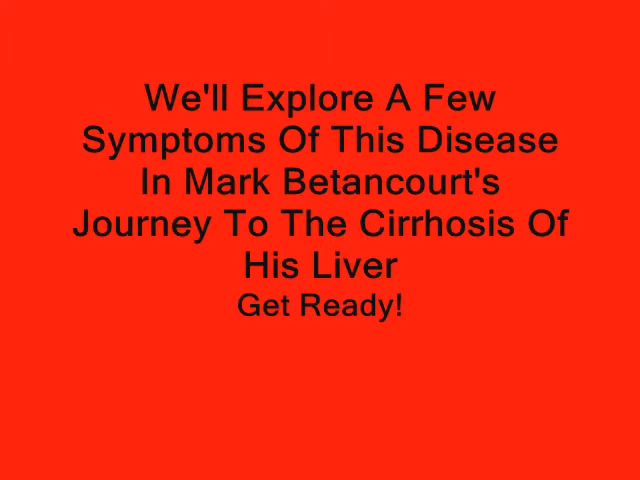 We'll Explore A Few
Symptoms Of This Disease
In Mark Betancourt's
Journey To The Cirrhosis Of
His Liver
Get Ready!